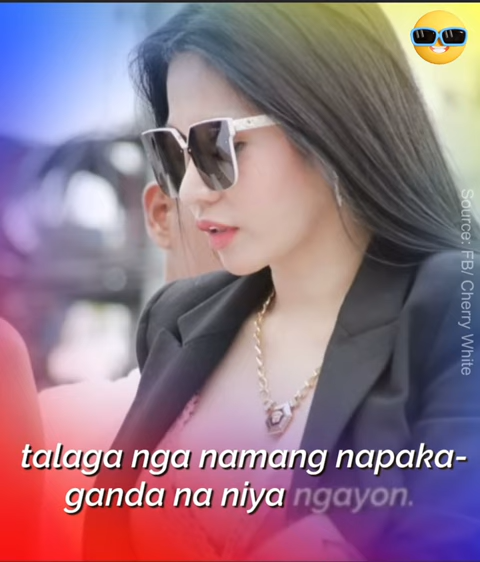 Source: FB/ Cherry White
talaga nga namang napaka-
ganda na niya ngayon.